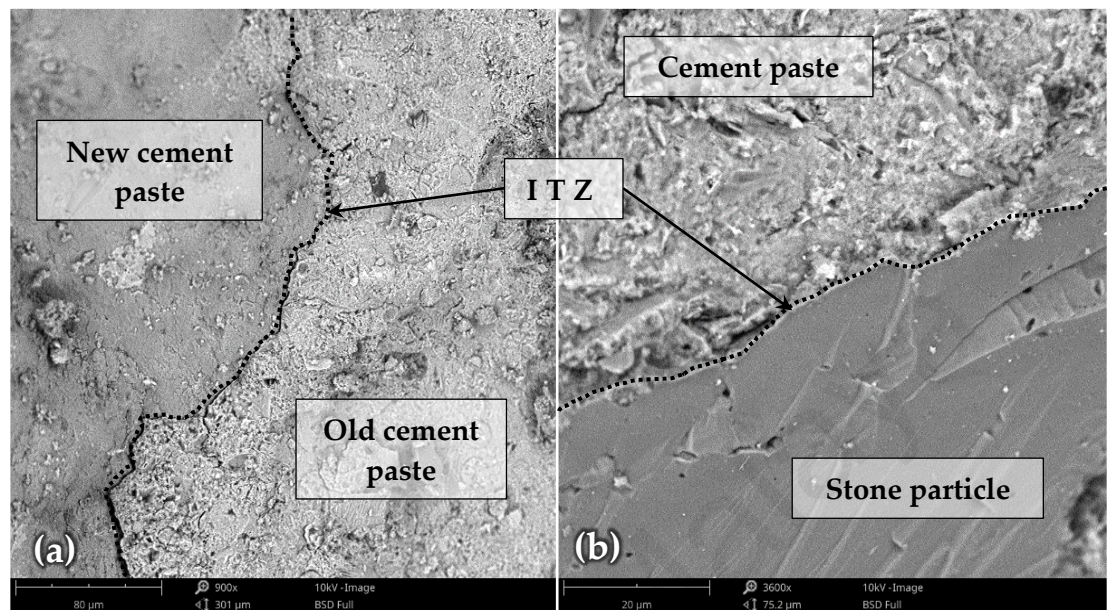 New cement
paste
Cement paste
I T Z
Old cement
paste
Stone particle
(a)
(b)
900x
10kV - Image
80 µm
301 µm
BSD Full
3600x
10kV - Image
20 µm
75.2 µm
BSD Full